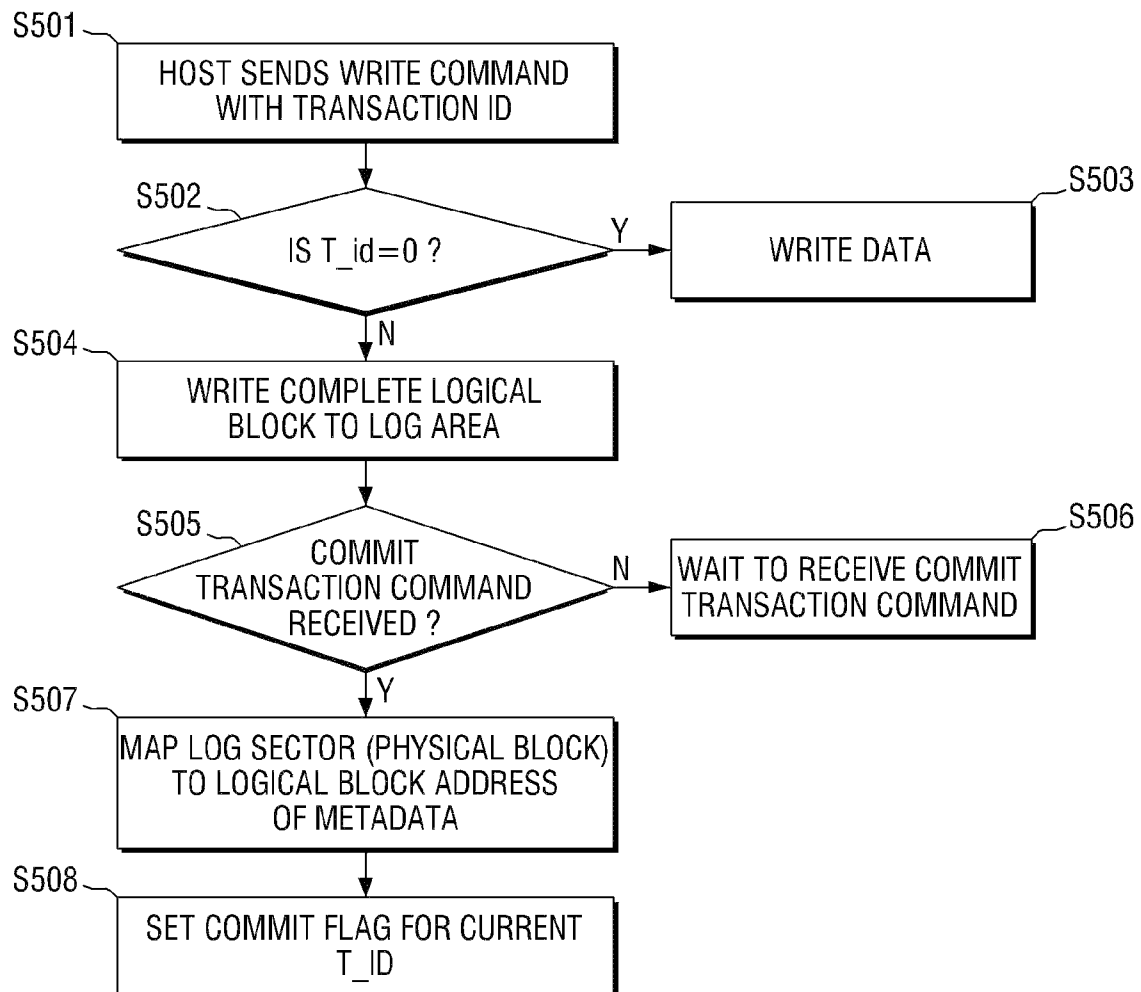 S501
HOST SENDS WRITE COMMAND
WITH TRANSACTION ID
S502
IS T_id=0 ?
Y
S503
WRITE DATA
N
S504
WRITE COMPLETE LOGICAL
BLOCK TO LOG AREA
S505
COMMIT
TRANSACTION COMMAND
RECEIVED ?
N
S506
WAIT TO RECEIVE COMMIT
TRANSACTION COMMAND
Y
S507
MAP LOG SECTOR (PHYSICAL BLOCK)
TO LOGICAL BLOCK ADDRESS
OF METADATA
S508
SET COMMIT FLAG FOR CURRENT
T_ID